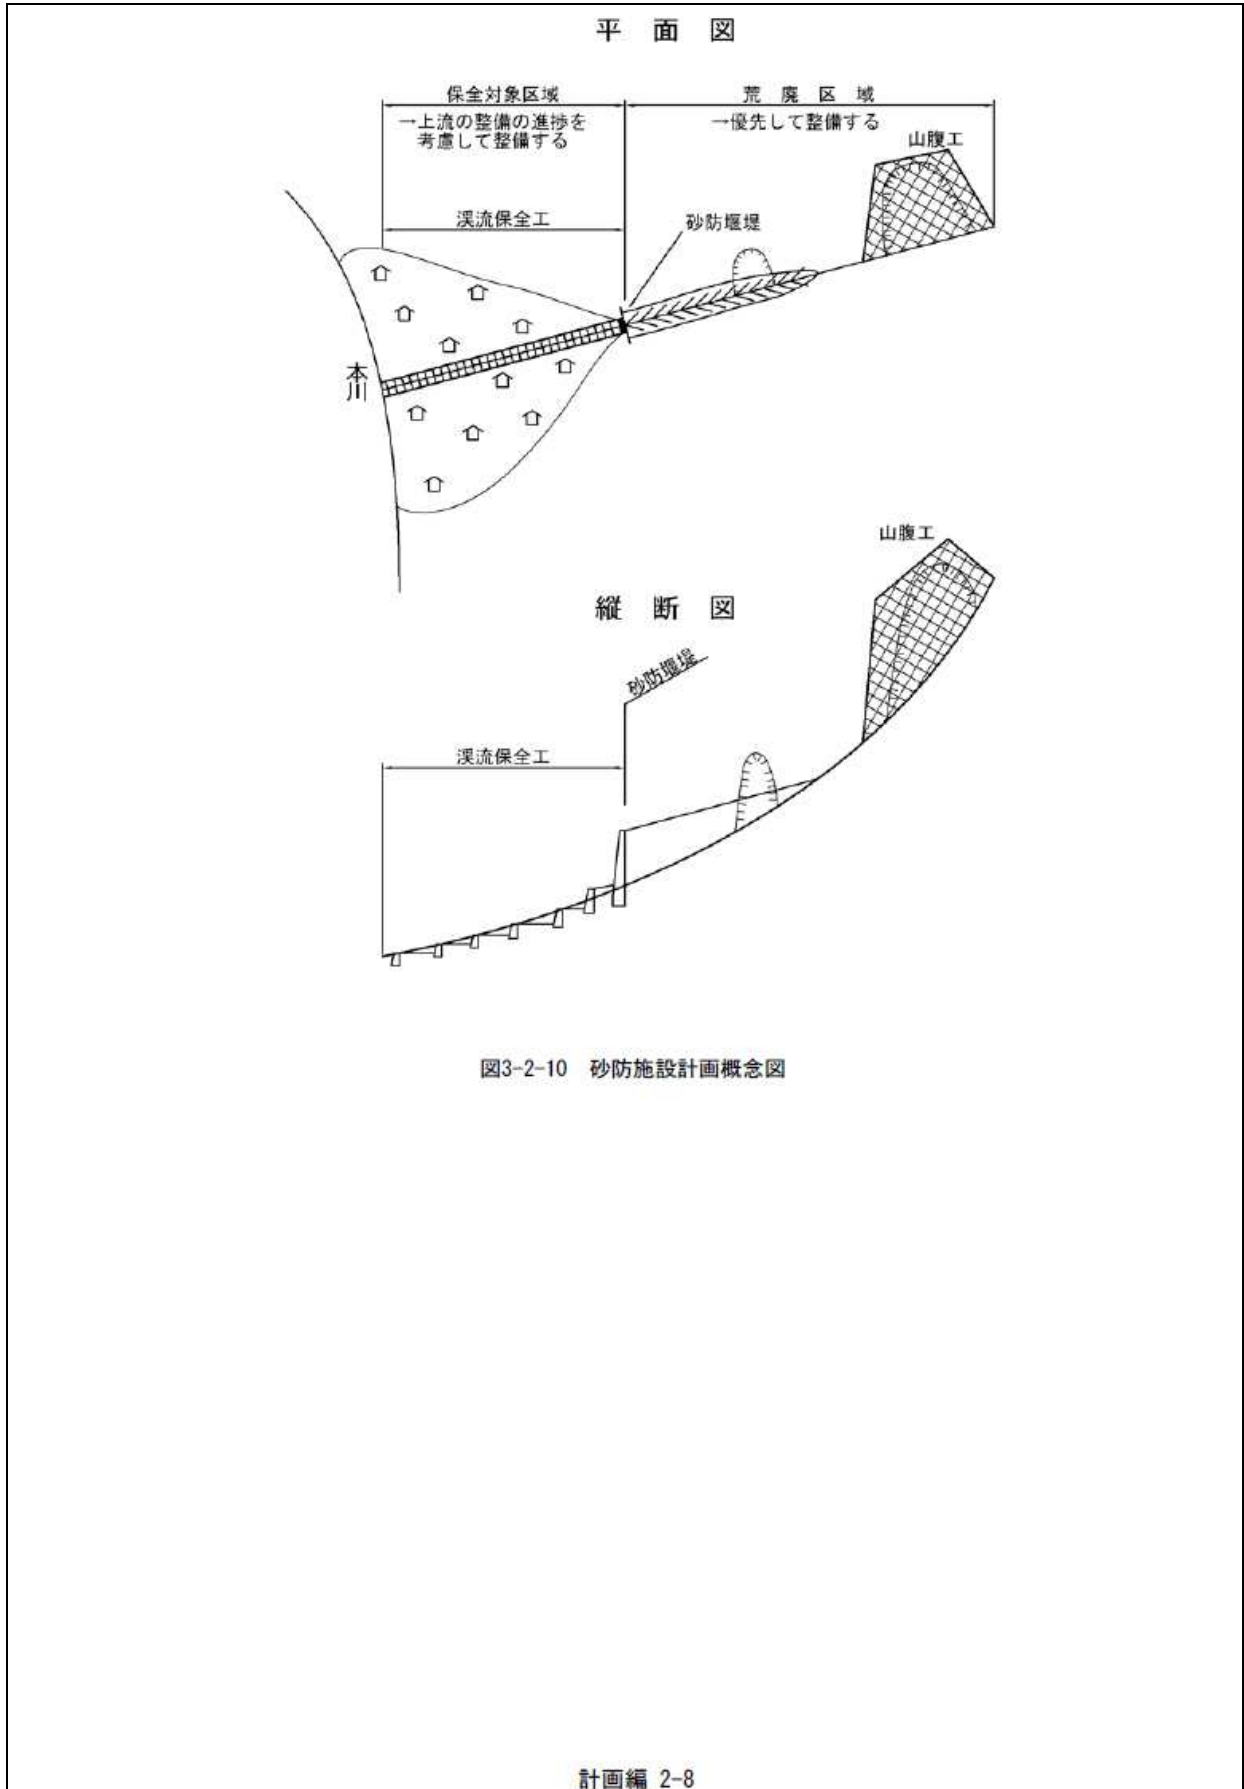 平 面 図
保全対象区域
→上流の整備の進捗を
考慮して整備する
荒 廃 区 域
→優先して整備する
山腹工
渓流保全工
砂防堰堤
本川
山腹工
縦 断 図
砂防堰堤
渓流保全工
図3-2-10 砂防施設計画概念図
計画編 2-8